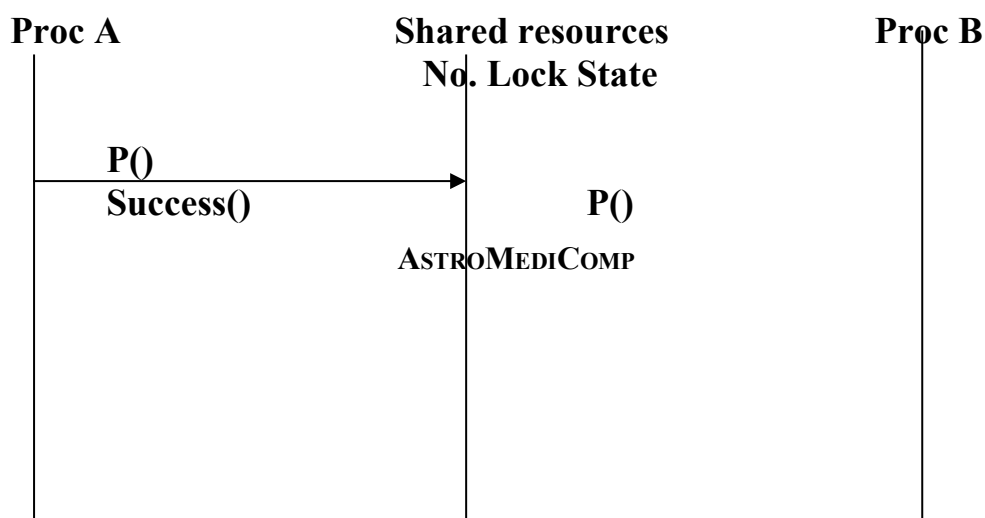 Proc A
Shared resources
Proc B
No. Lock State
P()
Success()
P()
ASTROMEDICOMP